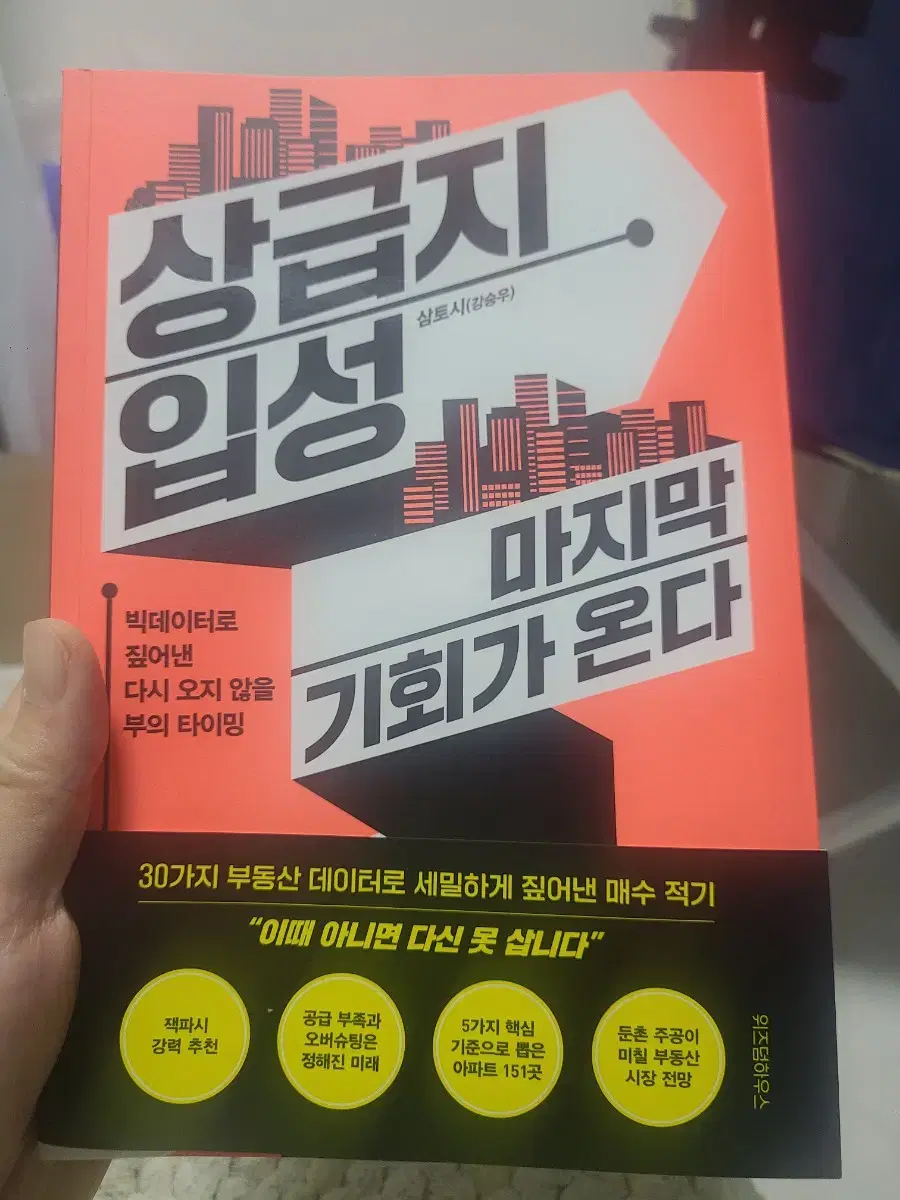 상급지
삼토시(강승우)
입성
마지막
기회가 온다
빅데이터로
짚어낸
다시 오지 않을
부의 타이밍
30가지 부동산 데이터로 세밀하게 짚어낸 매수 적기
“이때 아니면 다신 못 삽니다”
잭파시
강력 추천
공급 부족과
오버슈팅은
정해진 미래
5가지 핵심
기준으로 뽑은
아파트 151곳
둔촌 주공이
미칠 부동산
시장 전망
위즈덤하우스